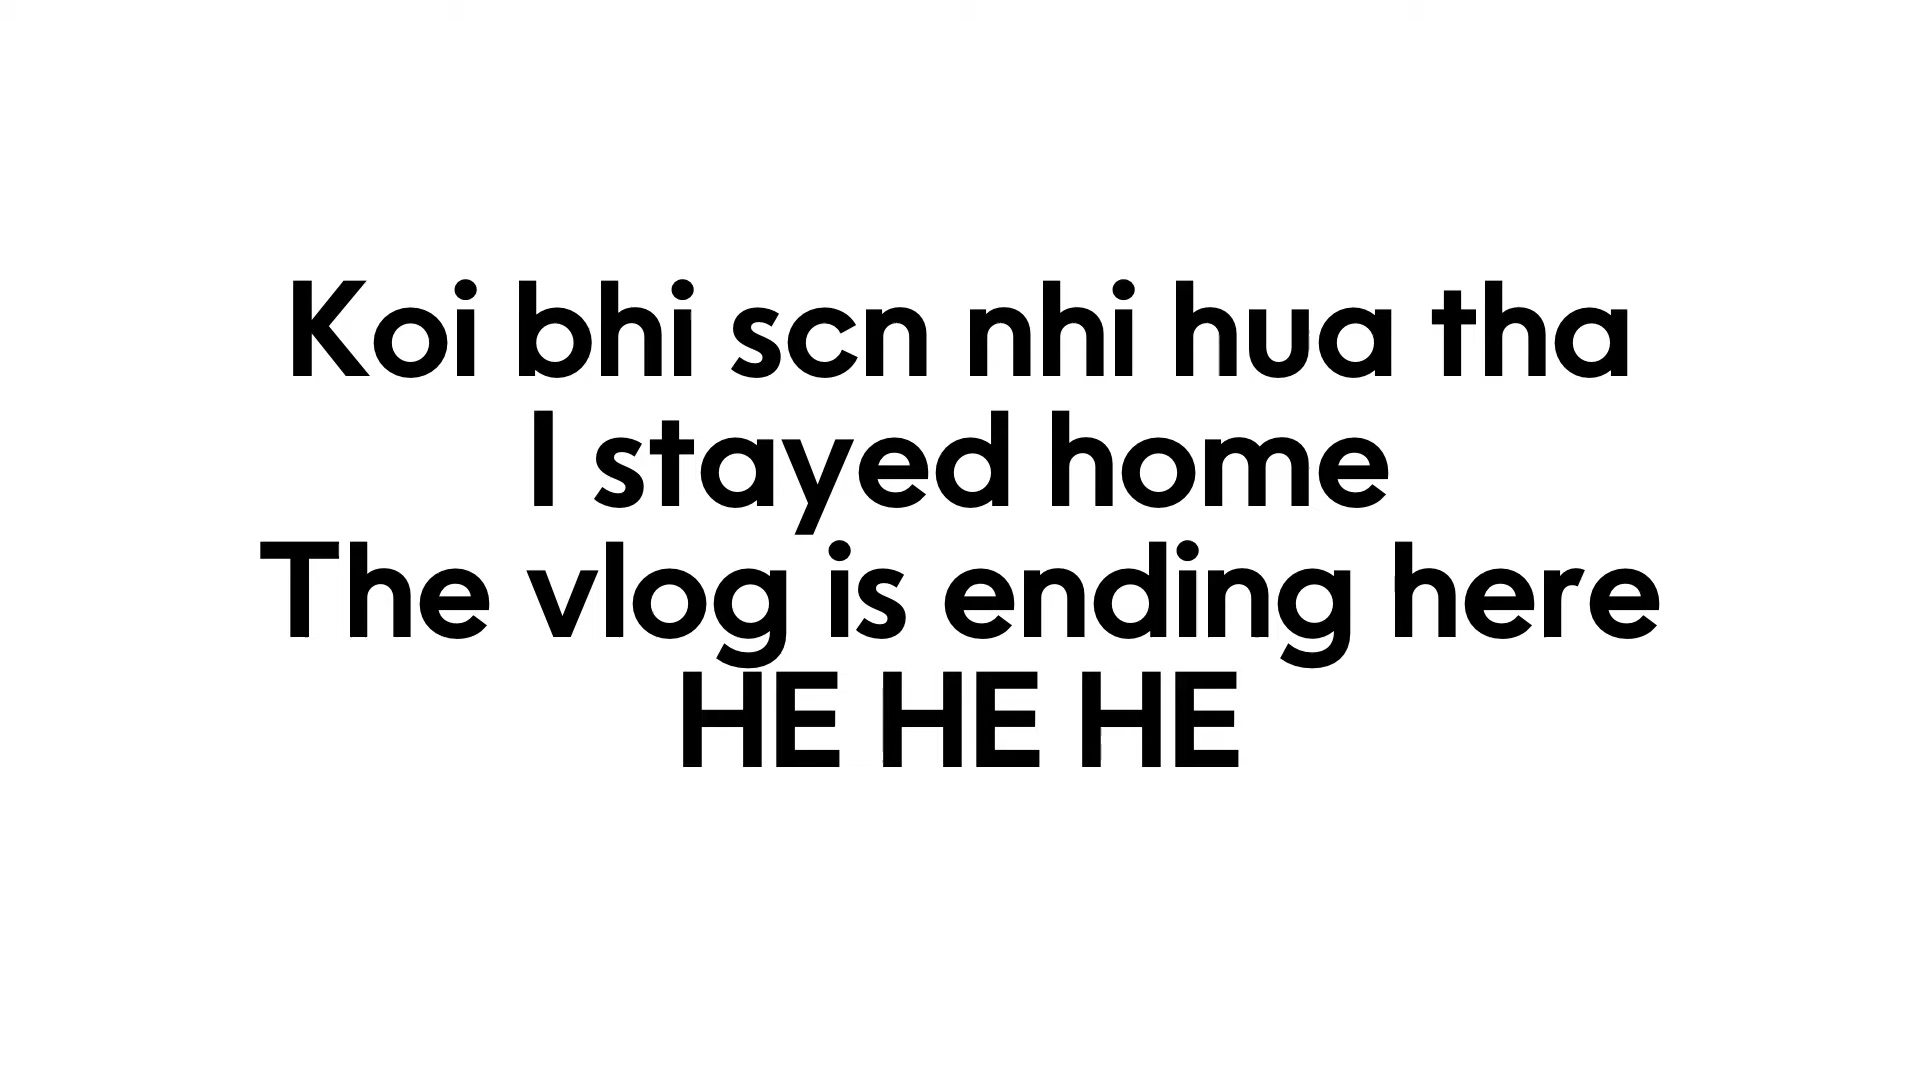 Koi bhi scn nhi hua tha
I stayed home
The vlog is ending here
HE HE HE